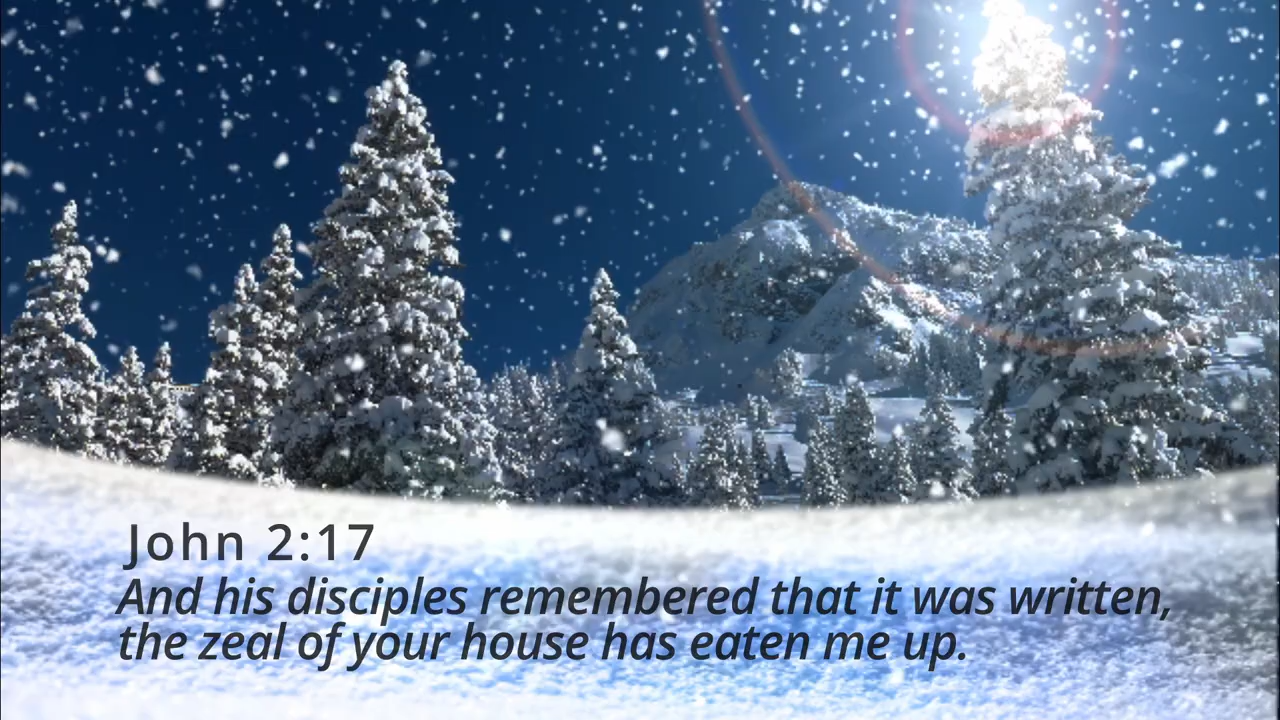 John 2:17
And his disciples remembered that it was written,
the zeal of your house has eaten me up.